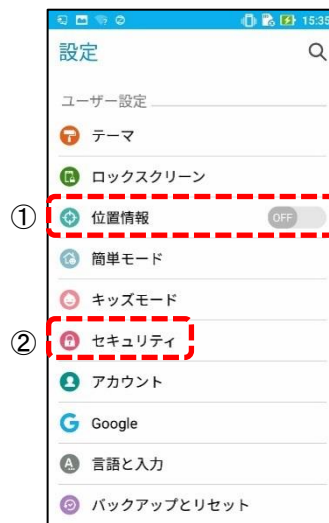 15:35
設定
ユーザー設定
テーマ
ロックスクリーン
① 位置情報 OFF
簡単モード
キッズモード
② セキュリティ
アカウント
Google
言語と入力
バックアップとリセット